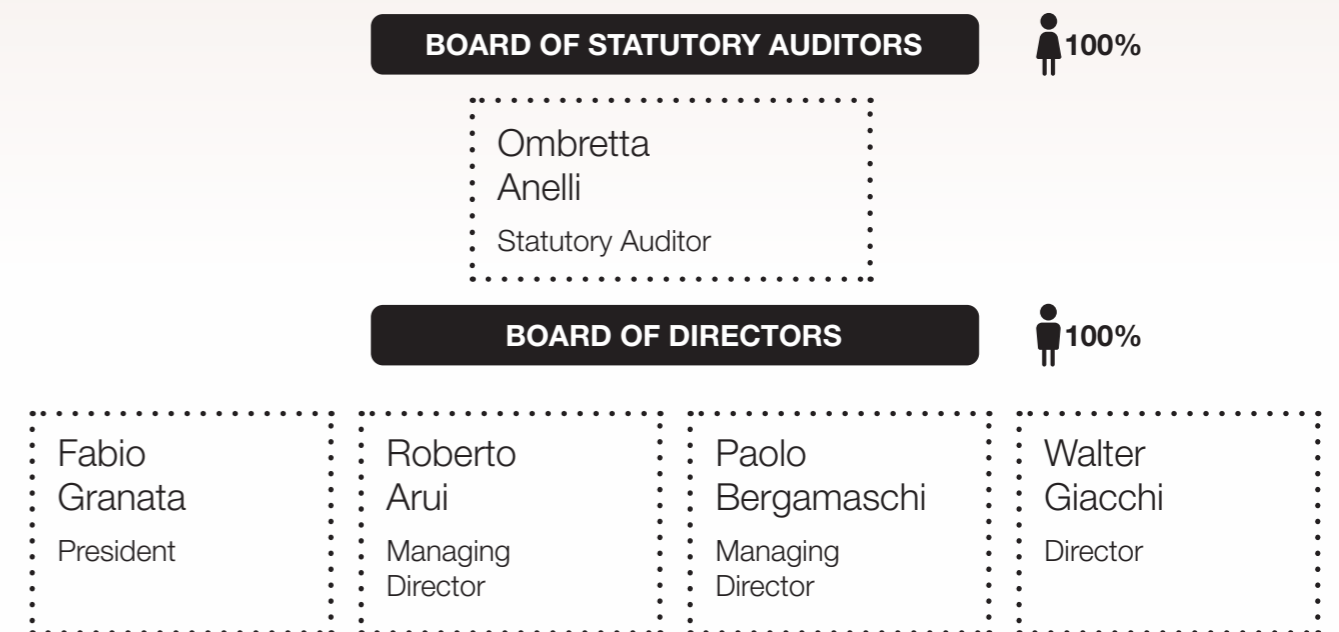 BOARD OF STATUTORY AUDITORS
100%
Ombretta
Anelli
Statutory Auditor
BOARD OF DIRECTORS
100%
Fabio
Granata
President
Roberto
Arui
Managing
Director
Paolo
Bergamaschi
Managing
Director
Walter
Giacchi
Director